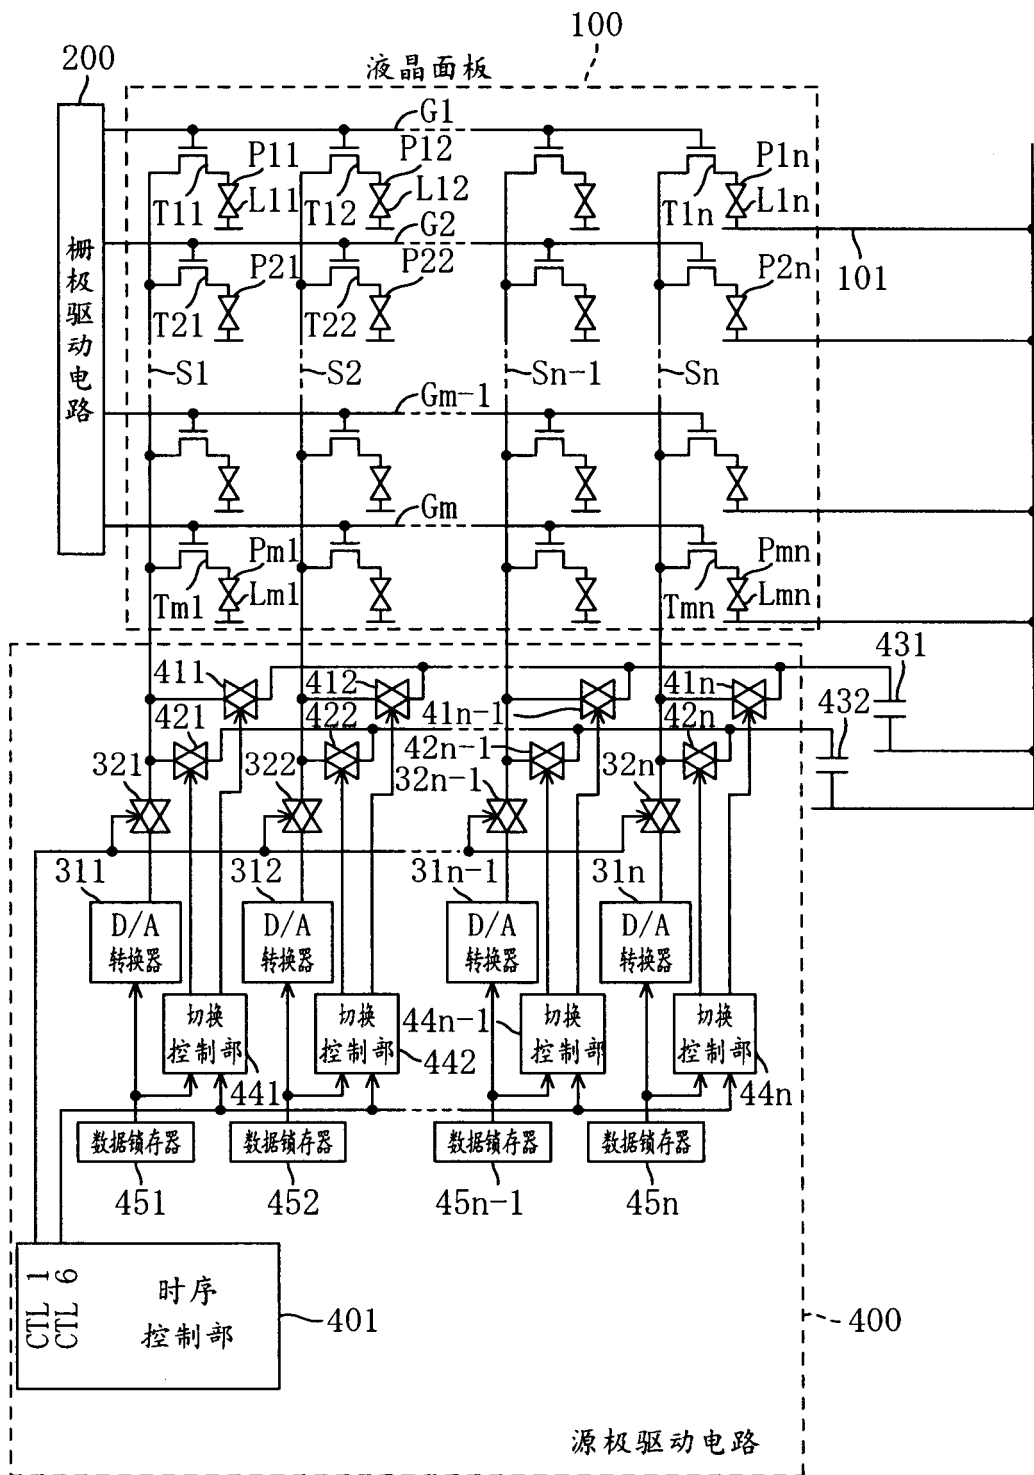 100
200
液晶面板
G1
P11
P12
P1n
L11
L12
L1n
T11
T12
T1n
G2
101
P21
P22
P2n
T21
T22
栅极驱动电路
S1
S2
Sn-1
Sn
Gm-1
Gm
Pm1
Pmn
Lm1
Lmn
Tm1
Tmn
411
412
41n-1
41n
431
421
422
42n-1
42n
432
321
322
32n-1
32n
311
312
31n-1
31n
D/A
转换器
D/A
转换器
D/A
转换器
D/A
转换器
切换
控制部
切换
控制部
44n-1
切换
控制部
切换
控制部
441
442
44n
数据锁存器
数据锁存器
数据锁存器
数据锁存器
451
452
45n-1
45n
CTL 1
CTL 6
时序
控制部
401
400
源极驱动电路